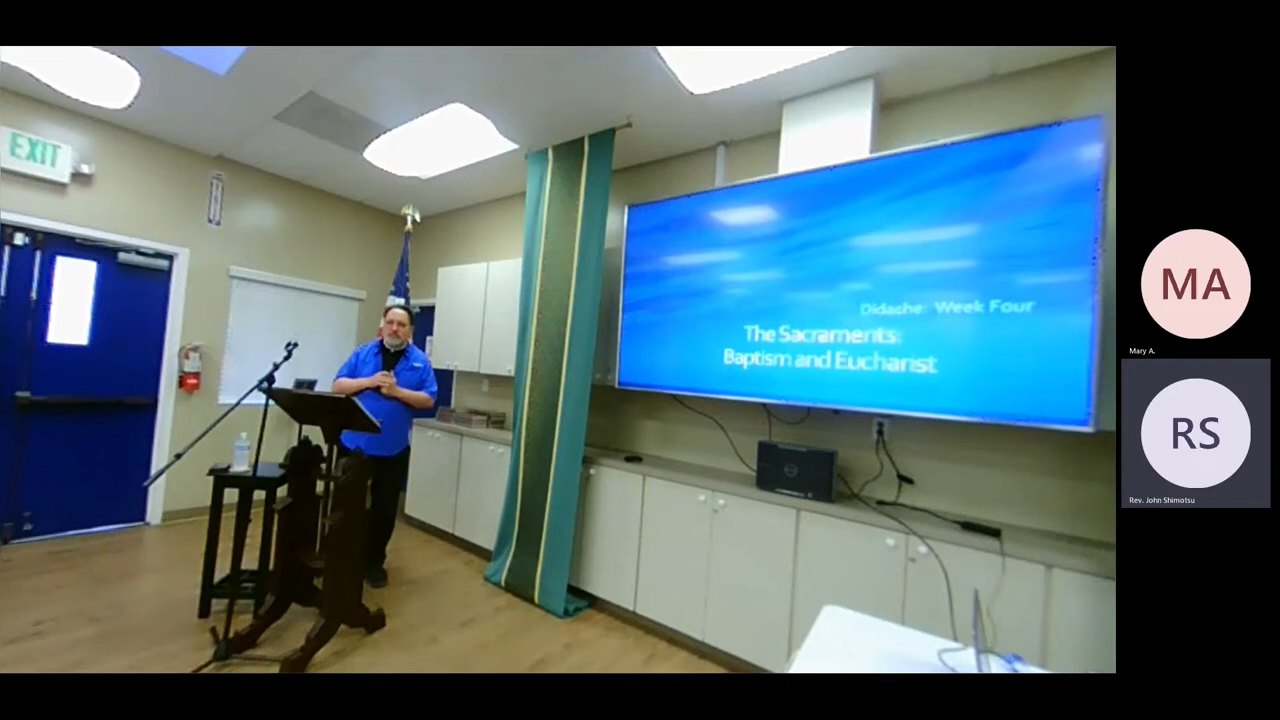 EXIT
Didache: Week Four
The Sacraments:
Baptism and Eucharist
MA
Mary A.
RS
Rev. John Shimotsu